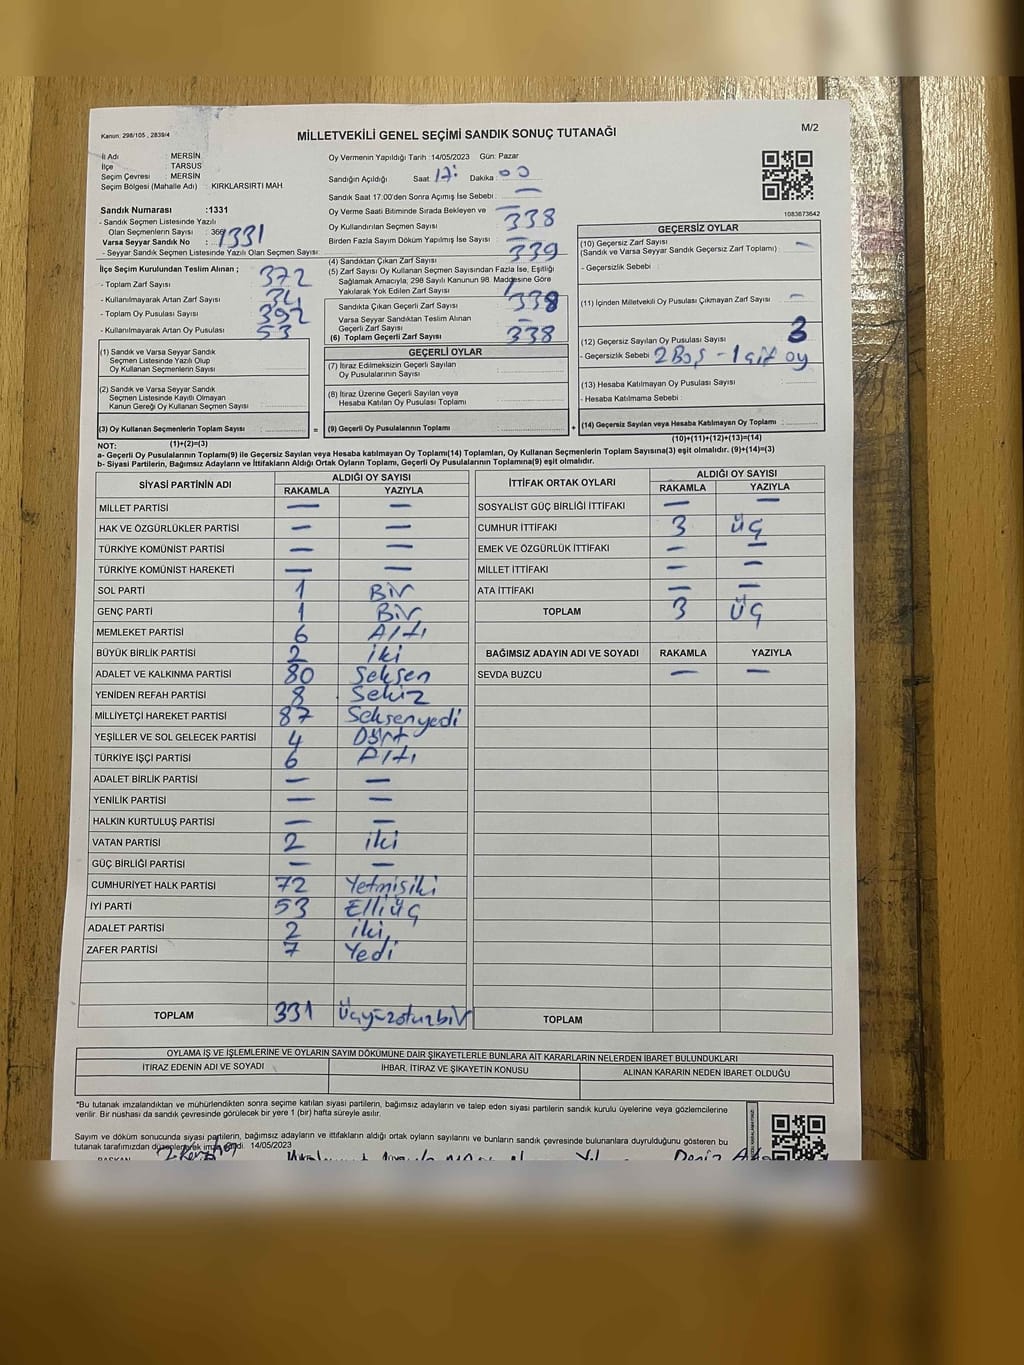 Kanun: 298/105 , 2839/4
MİLLETVEKİLİ GENEL SEÇİMİ SANDIK SONUÇ TUTANAĞI
M/2
İl Adı : MERSİN
İlçe : TARSUS
Seçim Çevresi : MERSİN
Seçim Bölgesi (Mahalle Adı) : KIRKLARSIRTI MAH.
Sandık Numarası :1331
- Sandık Seçmen Listesinde Yazılı
Olan Seçmenlerin Sayısı :
Varsa Seyyar Sandık No : 1331
- Seyyar Sandık Seçmen Listesinde Yazılı Olan Seçmen Sayısı:
İlçe Seçim Kurulundan Teslim Alınan ;
- Toplam Zarf Sayısı 372
- Kullanılmayarak Artan Zarf Sayısı 34
- Toplam Oy Pusulası Sayısı 392
- Kullanılmayarak Artan Oy Pusulası 53
(1) Sandık ve Varsa Seyyar Sandık
Seçmen Listesinde Yazılı Olup
Oy Kullanan Seçmenlerin Sayısı
(2) Sandık ve Varsa Seyyar Sandık
Seçmen Listesinde Kayıtlı Olmayan
Kanun Gereği Oy Kullanan Seçmen Sayısı
(3) Oy Kullanan Seçmenlerin Toplam Sayısı :
Oy Vermenin Yapıldığı Tarih :14/05/2023 Gün: Pazar
Sandığın Açıldığı Saat: 17: Dakika: 00
Sandık Saat 17.00'den Sonra Açılmış İse Sebebi : —
Oy Verme Saati Bitiminde Sırada Bekleyen ve
Oy Kullandırılan Seçmen Sayısı 338
Birden Fazla Sayım Döküm Yapılmış İse Sayısı : —
(4) Sandıktan Çıkan Zarf Sayısı 339
(5) Zarf Sayısı Oy Kullanan Seçmen Sayısından Fazla İse, Eşitliği
Sağlamak Amacıyla; 298 Sayılı Kanunun 98. Maddesine Göre
Yakılarak Yok Edilen Zarf Sayısı 1
Sandıkta Çıkan Geçerli Zarf Sayısı 338
Varsa Seyyar Sandıktan Teslim Alınan
Geçerli Zarf Sayısı —
(6) Toplam Geçerli Zarf Sayısı 338
GEÇERLİ OYLAR
(7) İtiraz Edilmeksizin Geçerli Sayılan
Oy Pusulalarının Sayısı
(8) İtiraz Üzerine Geçerli Sayılan veya
Hesaba Katılan Oy Pusulası Toplamı
= (9) Geçerli Oy Pusulalarının Toplamı
1083673642
GEÇERSİZ OYLAR
(10) Geçersiz Zarf Sayısı —
(Sandık ve Varsa Seyyar Sandık Geçersiz Zarf Toplamı) :
- Geçersizlik Sebebi :
(11) İçinden Milletvekili Oy Pusulası Çıkmayan Zarf Sayısı —
(12) Geçersiz Sayılan Oy Pusulası Sayısı 3
- Geçersizlik Sebebi 2 Boş - 1 çift oy
(13) Hesaba Katılmayan Oy Pusulası Sayısı
- Hesaba Katılmama Sebebi :
+ (14) Geçersiz Sayılan veya Hesaba Katılmayan Oy Toplamı
NOT: (1)+(2)=(3) (10)+(11)+(12)+(13)=(14)
a- Geçerli Oy Pusulalarının Toplamı(9) ile Geçersiz Sayılan veya Hesaba Katılmayan Oy Toplamı(14) Toplamları, Oy Kullanan Seçmenlerin Toplam Sayısına(3) eşit olmalıdır. (9)+(14)=(3)
b- Siyasi Partilerin, Bağımsız Adayların ve İttifakların Aldığı Ortak Oyların Toplamı, Geçerli Oy Pusulalarının Toplamına(9) eşit olmalıdır.
SİYASİ PARTİNİN ADI ALDIĞI OY SAYISI
RAKAMLA YAZIYLA
MİLLET PARTİSİ — —
HAK VE ÖZGÜRLÜKLER PARTİSİ — —
TÜRKİYE KOMÜNİST PARTİSİ — —
TÜRKİYE KOMÜNİST HAREKETİ — —
SOL PARTİ 1 Bir
GENÇ PARTİ 1 Bir
MEMLEKET PARTİSİ 6 Altı
BÜYÜK BİRLİK PARTİSİ 2 iki
ADALET VE KALKINMA PARTİSİ 80 Seksen
YENİDEN REFAH PARTİSİ 8 Sekiz
MİLLİYETÇİ HAREKET PARTİSİ 87 Seksenyedi
YEŞİLLER VE SOL GELECEK PARTİSİ 4 Dört
TÜRKİYE İŞÇİ PARTİSİ 6 Altı
ADALET BİRLİK PARTİSİ — —
YENİLİK PARTİSİ — —
HALKIN KURTULUŞ PARTİSİ — —
VATAN PARTİSİ 2 iki
GÜÇ BİRLİĞİ PARTİSİ — —
CUMHURİYET HALK PARTİSİ 72 Yetmişiki
İYİ PARTİ 53 Elliüç
ADALET PARTİSİ 2 iki
ZAFER PARTİSİ 7 Yedi
TOPLAM 331 Üçyüzotuzbir
İTTİFAK ORTAK OYLARI ALDIĞI OY SAYISI
RAKAMLA YAZIYLA
SOSYALİST GÜÇ BİRLİĞİ İTTİFAKI — —
CUMHUR İTTİFAKI 3 üç
EMEK VE ÖZGÜRLÜK İTTİFAKI — —
MİLLET İTTİFAKI — —
ATA İTTİFAKI — —
TOPLAM 3 üç
BAĞIMSIZ ADAYIN ADI VE SOYADI RAKAMLA YAZIYLA
SEVDA BUZCU — —
TOPLAM
OYLAMA İŞ VE İŞLEMLERİNE VE OYLARIN SAYIM DÖKÜMÜNE DAİR ŞİKAYETLERLE BUNLARA AİT KARARLARIN NELERDEN İBARET BULUNDUKLARI
İTİRAZ EDENİN ADI VE SOYADI İHBAR, İTİRAZ VE ŞİKAYETİN KONUSU ALINAN KARARIN NEDEN İBARET OLDUĞU
*Bu tutanak imzalandıktan ve mühürlendikten sonra seçime katılan siyasi partilerin, bağımsız adayların ve talep eden siyasi partilerin sandık kurulu üyelerine veya gözlemcilerine
verilir. Bir nüshası da sandık çevresinde görülecek bir yere 1 (bir) hafta süreyle asılır.
Sayım ve döküm sonucunda siyasi partilerin, bağımsız adayların ve ittifakların aldığı ortak oyların sayılarını ve bunların sandık çevresinde bulunanlara duyurulduğunu gösteren bu
tutanak tarafımızdan düzenlenerek imza edildi. 14/05/2023
BAŞKAN Deniz